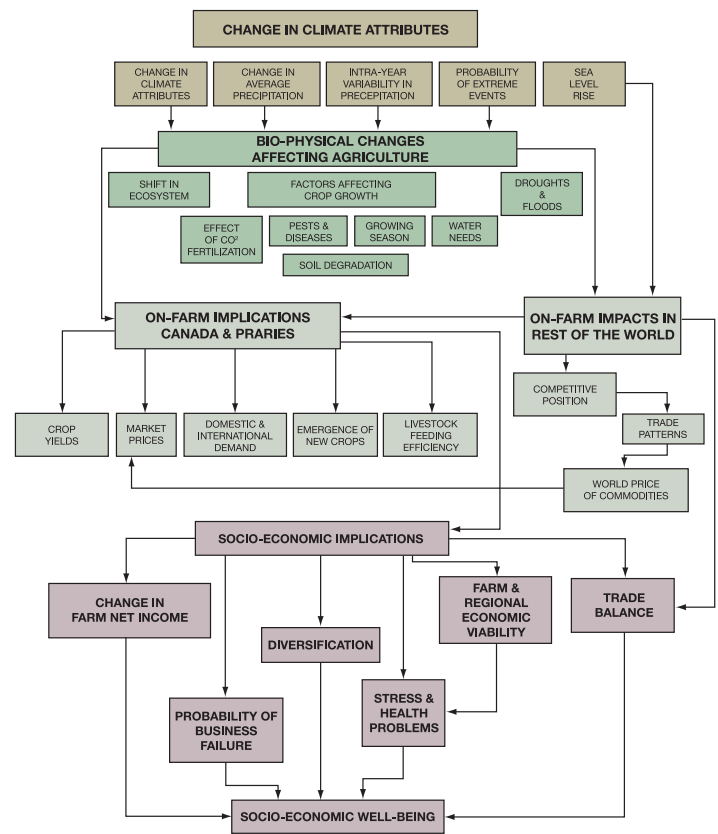 CHANGE IN CLIMATE ATTRIBUTES
CHANGE IN
CLIMATE
ATTRIBUTES
CHANGE IN
AVERAGE
PRECIPITATION
INTRA-YEAR
VARIABILITY IN
PRECEPITATION
PROBABILITY
OF EXTREME
EVENTS
SEA
LEVEL
RISE
BIO-PHYSICAL CHANGES
AFFECTING AGRICULTURE
SHIFT IN
ECOSYSTEM
FACTORS AFFECTING
CROP GROWTH
DROUGHTS
&
FLOODS
EFFECT
OF CO²
FERTILIZATION
PESTS &
DISEASES
GROWING
SEASON
WATER
NEEDS
SOIL DEGRADATION
ON-FARM IMPLICATIONS
CANADA & PRARIES
ON-FARM IMPACTS IN
REST OF THE WORLD
COMPETITIVE
POSITION
CROP
YIELDS
MARKET
PRICES
DOMESTIC &
INTERNATIONAL
DEMAND
EMERGENCE OF
NEW CROPS
LIVESTOCK
FEEDING
EFFICIENCY
TRADE
PATTERNS
WORLD PRICE
OF COMMODITIES
SOCIO-ECONOMIC IMPLICATIONS
CHANGE IN
FARM NET INCOME
FARM &
REGIONAL
ECONOMIC
VIABILITY
TRADE
BALANCE
DIVERSIFICATION
PROBABILITY OF
BUSINESS
FAILURE
STRESS &
HEALTH
PROBLEMS
SOCIO-ECONOMIC WELL-BEING